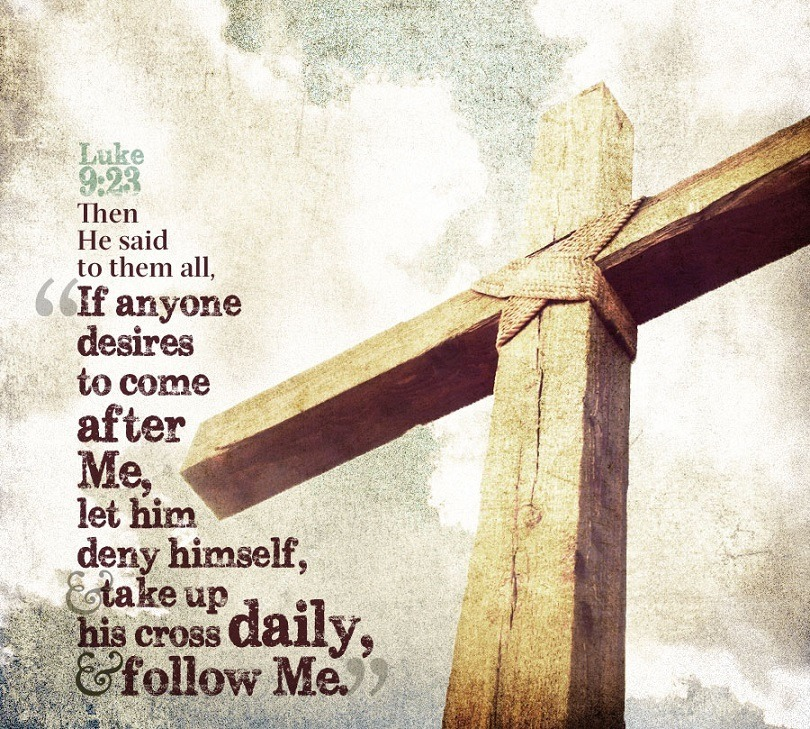 Luke
9:23
Then
He said
to them all,
“If anyone
desires
to come
after
Me,
let him
deny himself,
& take up
his cross daily,
& follow Me.”